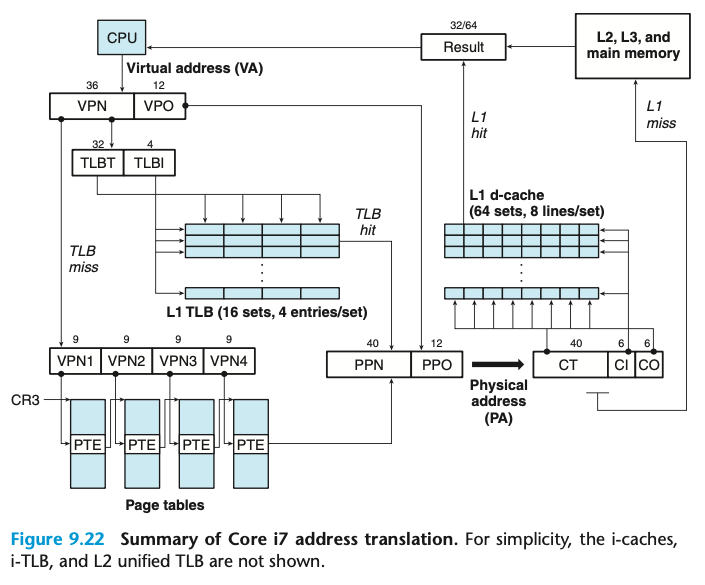 32/64
CPU
Result
L2, L3, and
main memory
Virtual address (VA)
36
12
VPN
VPO
L1
hit
L1
miss
32
4
TLBT
TLBI
L1 d-cache
(64 sets, 8 lines/set)
TLB
hit
TLB
miss
L1 TLB (16 sets, 4 entries/set)
9
9
9
9
VPN1
VPN2
VPN3
VPN4
40
12
PPN
PPO
40
6
6
CT
CI
CO
Physical
address
(PA)
CR3
PTE
PTE
PTE
PTE
Page tables
Figure 9.22 Summary of Core i7 address translation. For simplicity, the i-caches,
i-TLB, and L2 unified TLB are not shown.